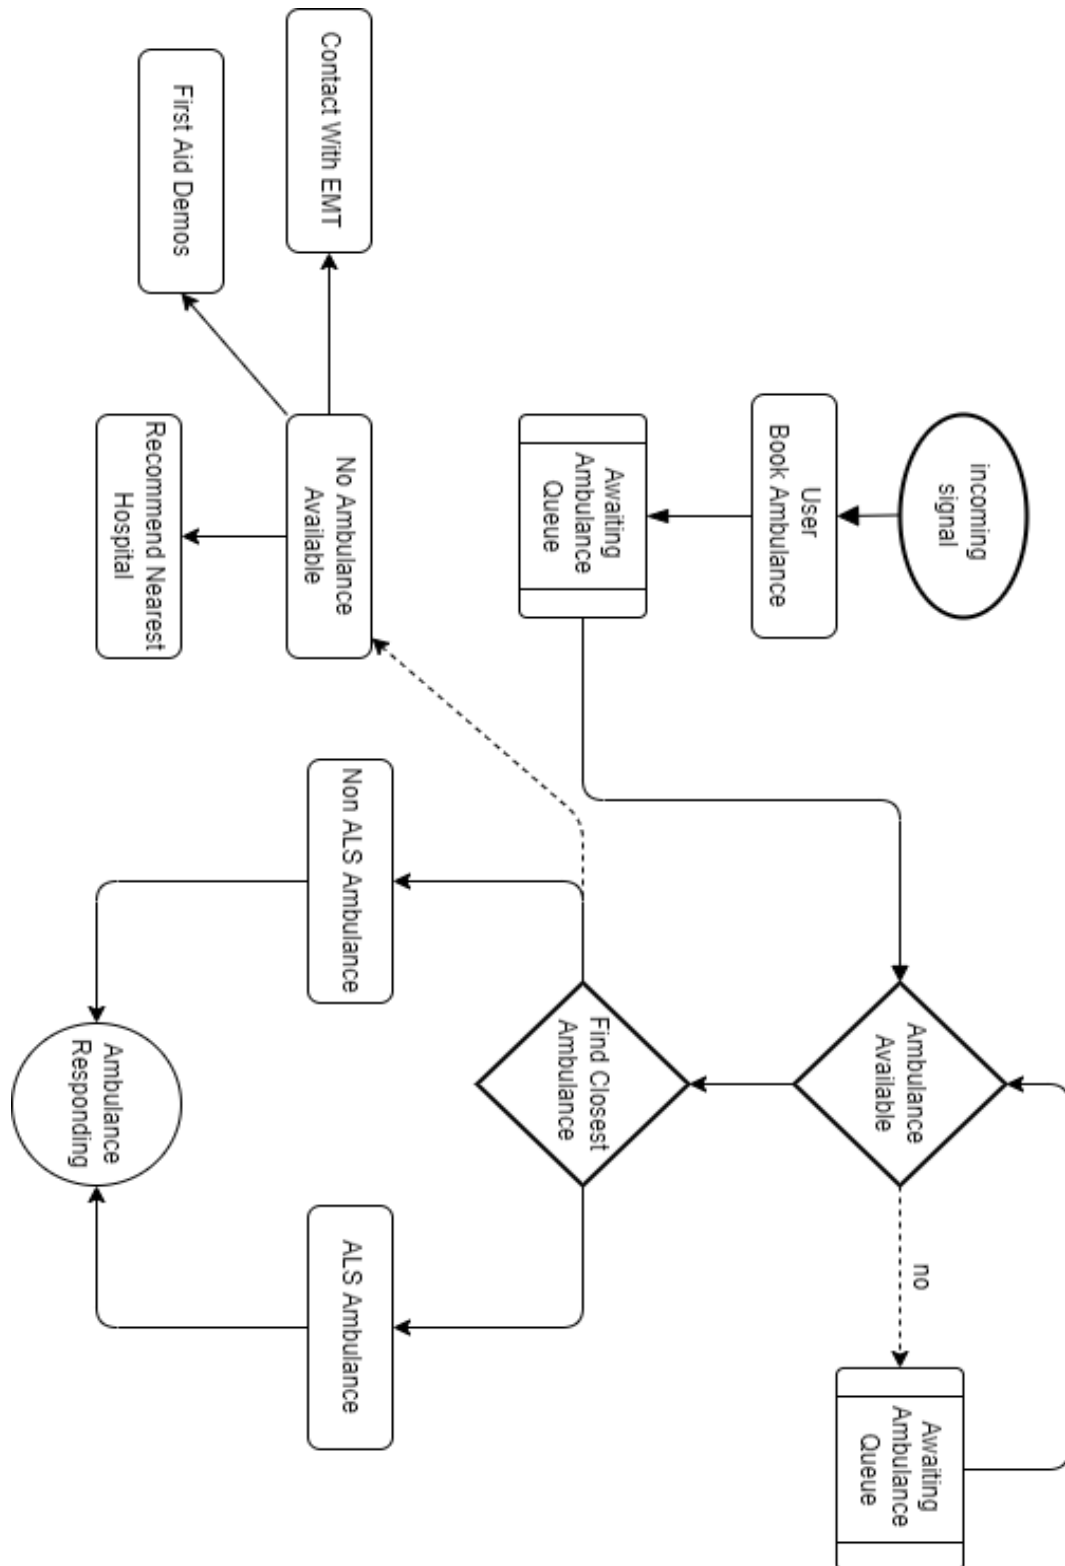 incoming
signal
User
Book Ambulance
Awaiting
Ambulance
Queue
Ambulance
Available
no
Awaiting
Ambulance
Queue
Find Closest
Ambulance
No Ambulance
Available
Contact With EMT
First Aid Demos
Recommend Nearest
Hospital
Non ALS Ambulance
ALS Ambulance
Ambulance
Responding